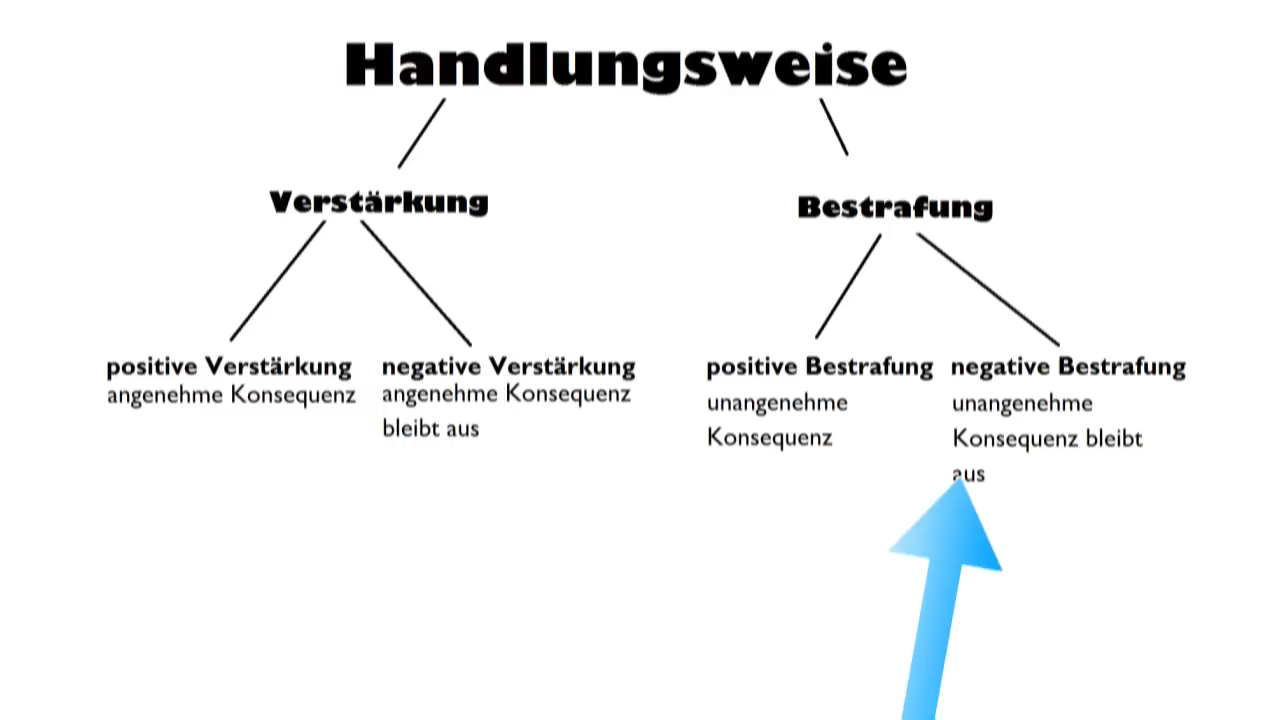 Handlungsweise
Verstärkung
Bestrafung
positive Verstärkung
angenehme Konsequenz
negative Verstärkung
angenehme Konsequenz
bleibt aus
positive Bestrafung
unangenehme
Konsequenz
negative Bestrafung
unangenehme
Konsequenz bleibt
aus